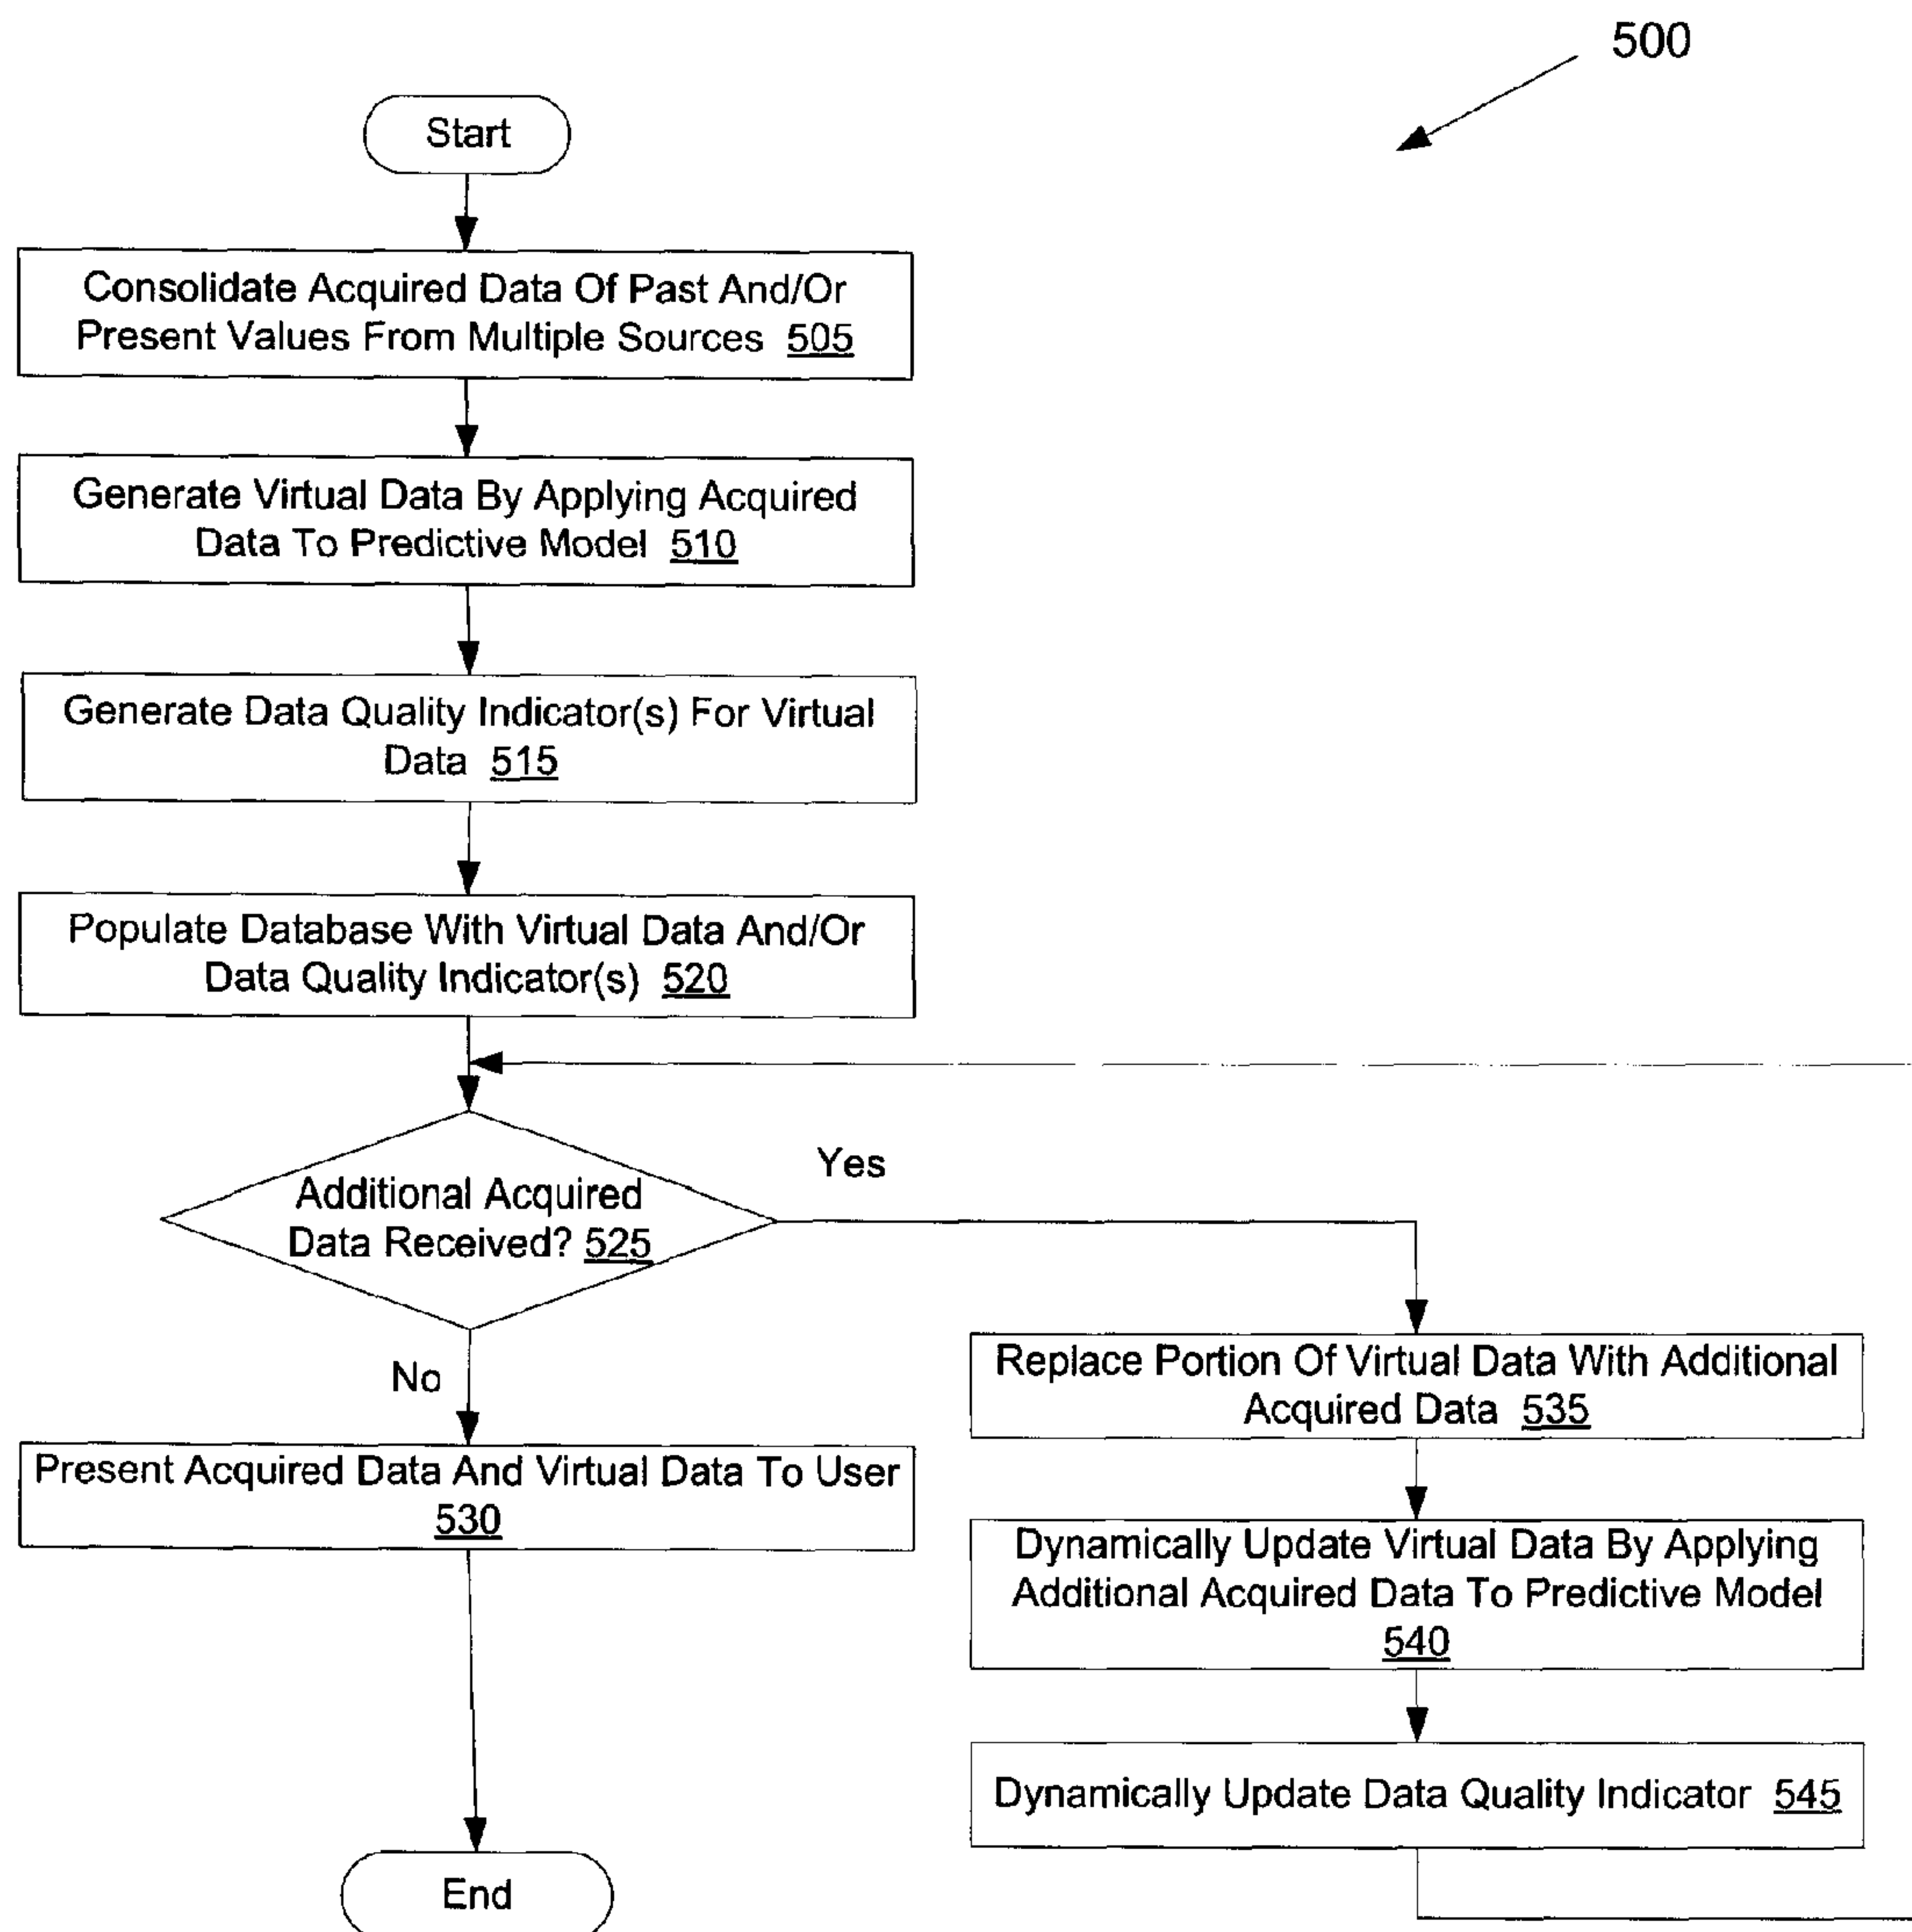 500
Start
Consolidate Acquired Data Of Past And/Or
Present Values From Multiple Sources 505
Generate Virtual Data By Applying Acquired
Data To Predictive Model 510
Generate Data Quality Indicator(s) For Virtual
Data 515
Populate Database With Virtual Data And/Or
Data Quality Indicator(s) 520
Additional Acquired
Data Received? 525
Yes
No
Present Acquired Data And Virtual Data To User
530
End
Replace Portion Of Virtual Data With Additional
Acquired Data 535
Dynamically Update Virtual Data By Applying
Additional Acquired Data To Predictive Model
540
Dynamically Update Data Quality Indicator 545